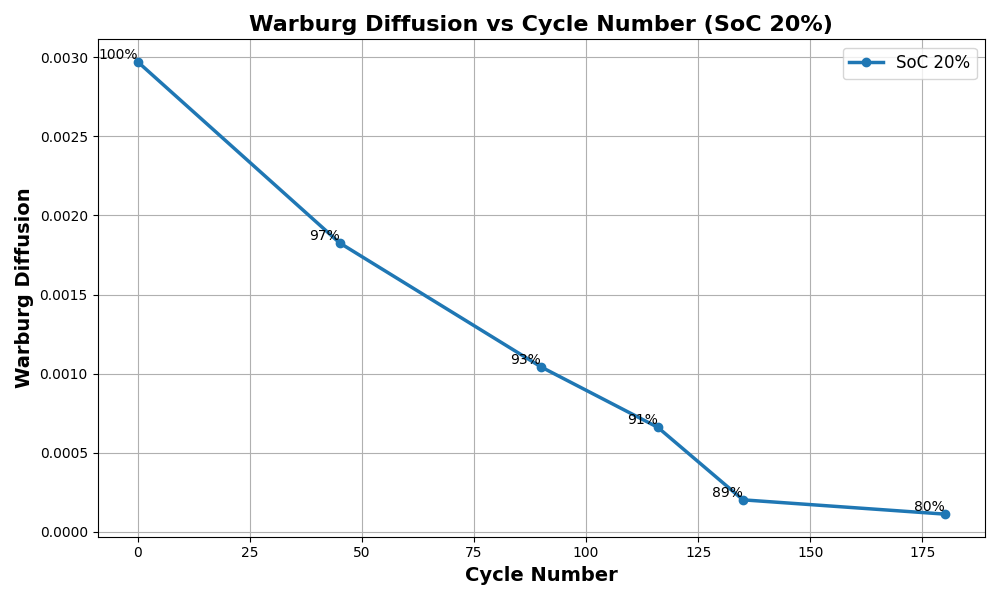 Warburg Diffusion vs Cycle Number (SoC 20%)
SoC 20%
Warburg Diffusion
0.0030
0.0025
0.0020
0.0015
0.0010
0.0005
0.0000
100%
97%
93%
91%
89%
80%
0 25 50 75 100 125 150 175
Cycle Number